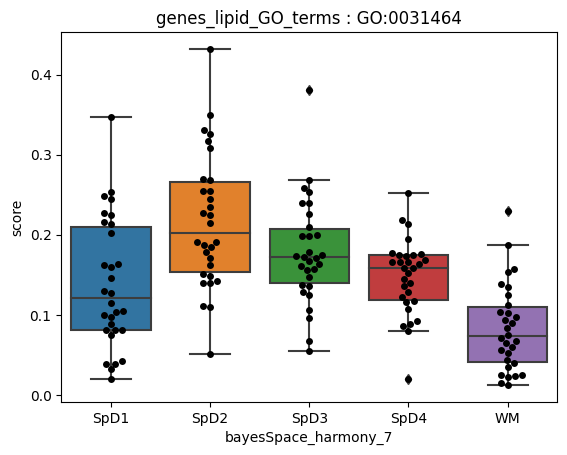 genes_lipid_GO_terms : GO:0031464
score
0.4
0.3
0.2
0.1
0.0
SpD1 SpD2 SpD3 SpD4 WM
bayesSpace_harmony_7